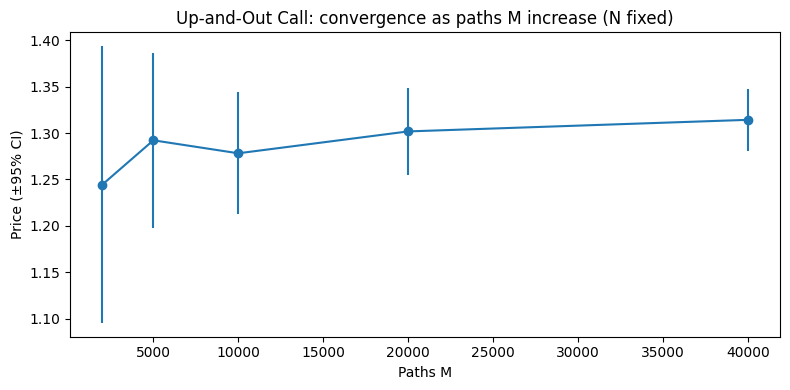 Up-and-Out Call: convergence as paths M increase (N fixed)
1.40
1.35
1.30
1.25
1.20
1.15
1.10
Price (±95% CI)
5000 10000 15000 20000 25000 30000 35000 40000
Paths M